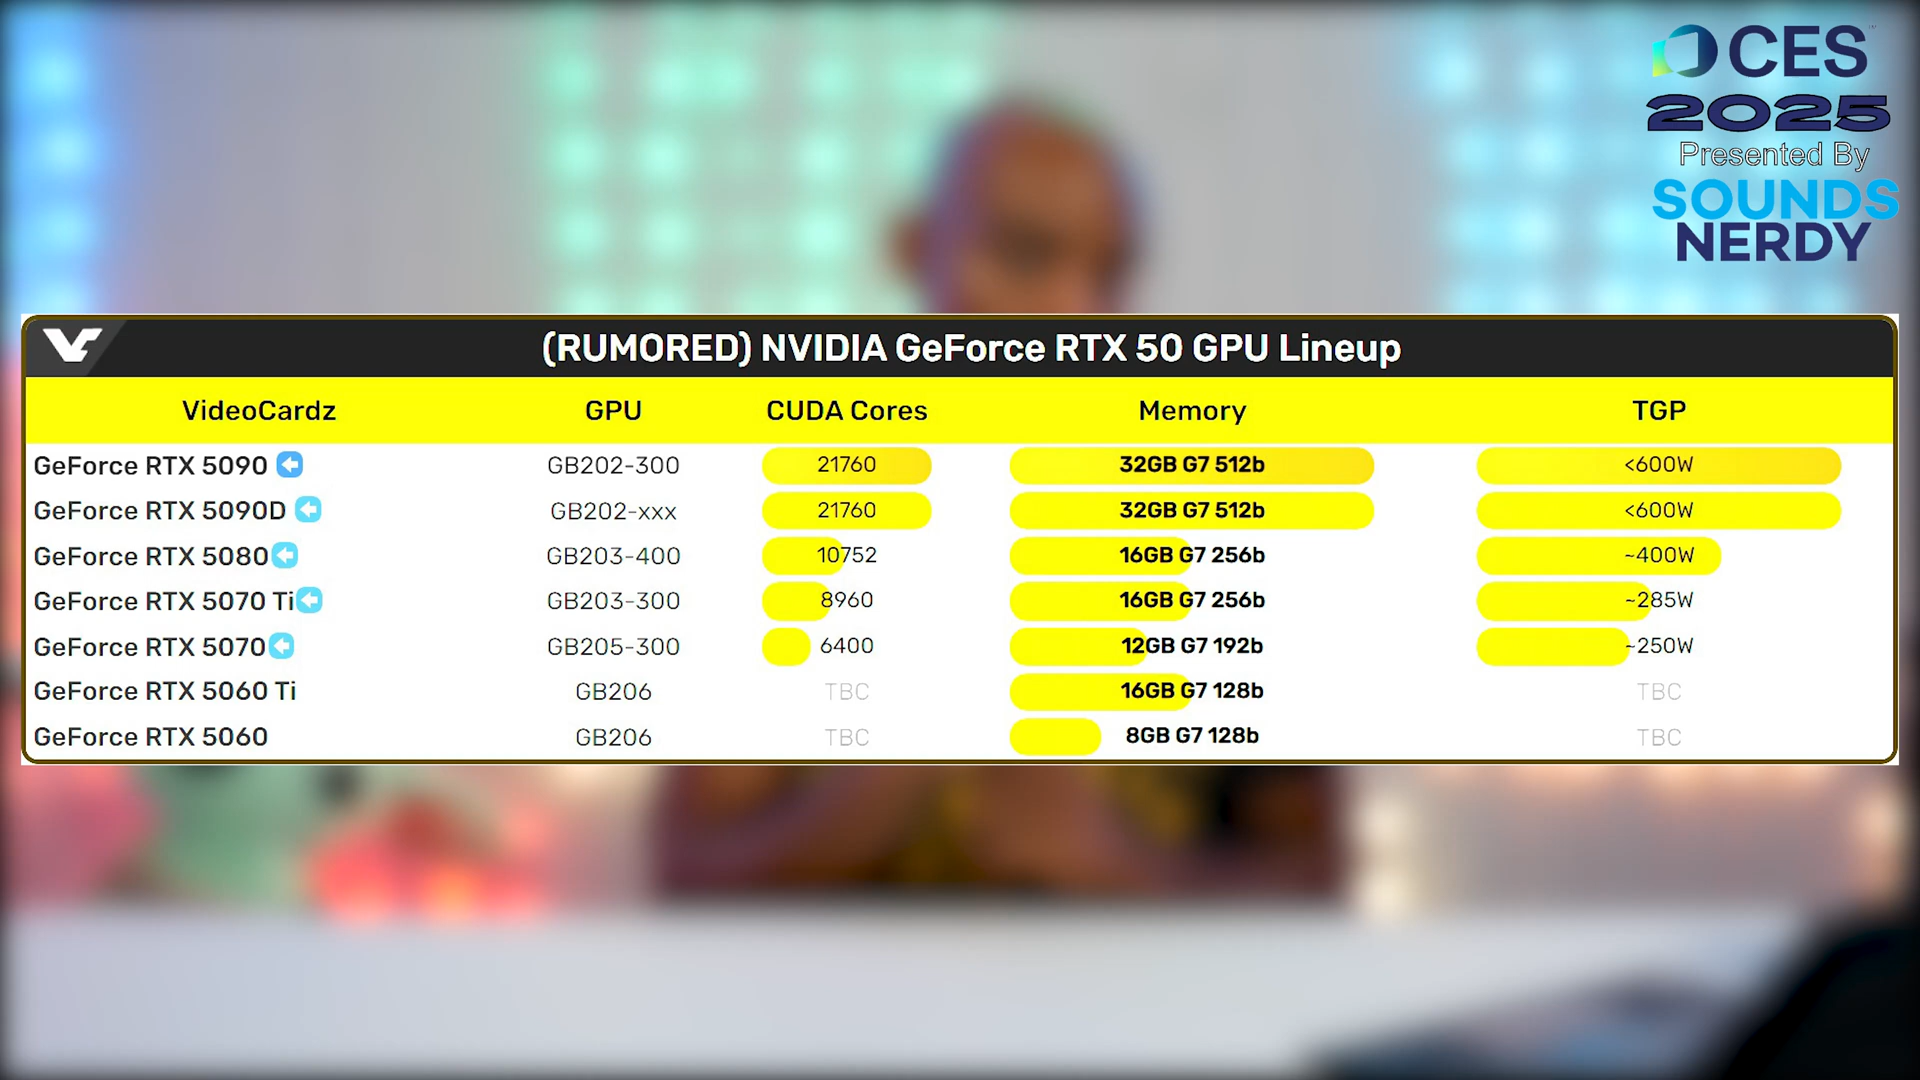 CES
2025
Presented By
SOUNDS
NERDY
(RUMORED) NVIDIA GeForce RTX 50 GPU Lineup
VideoCardz GPU CUDA Cores Memory TGP
GeForce RTX 5090 GB202-300 21760 32GB G7 512b <600W
GeForce RTX 5090D GB202-xxx 21760 32GB G7 512b <600W
GeForce RTX 5080 GB203-400 10752 16GB G7 256b ~400W
GeForce RTX 5070 Ti GB203-300 8960 16GB G7 256b ~285W
GeForce RTX 5070 GB205-300 6400 12GB G7 192b ~250W
GeForce RTX 5060 Ti GB206 TBC 16GB G7 128b TBC
GeForce RTX 5060 GB206 TBC 8GB G7 128b TBC